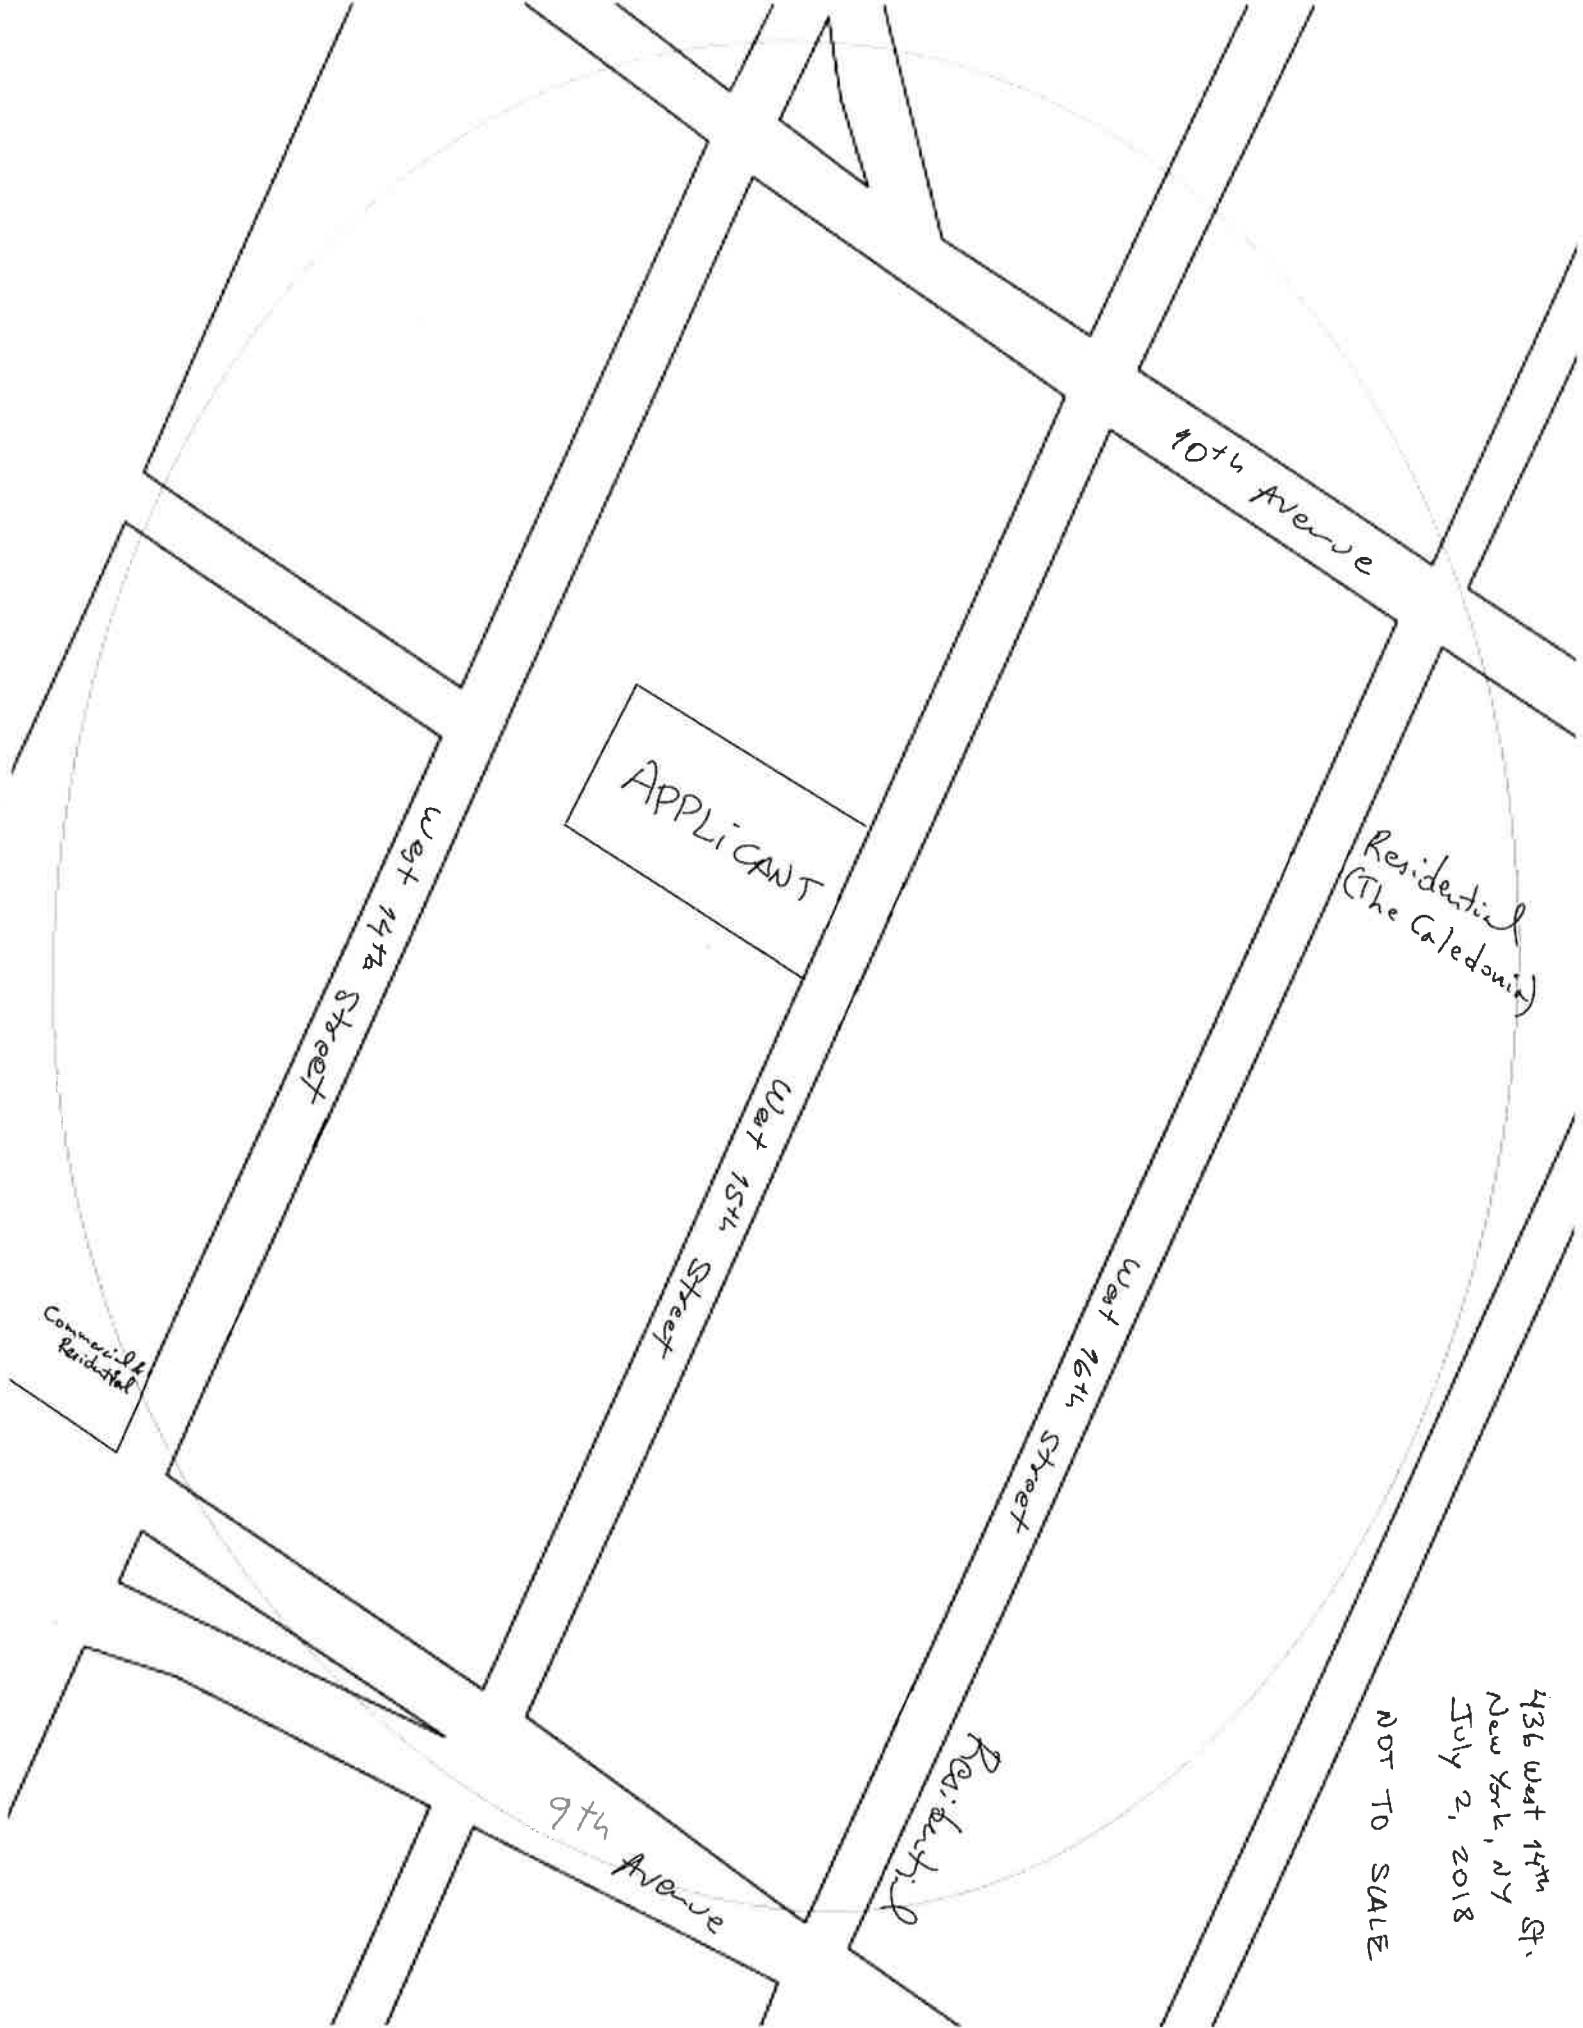 10th Avenue
Residential
(The Caledonia)
APPLiCANT
West 14th Street
West 15th Street
West 16th Street
Commercial &
Residential
Residential
9th Avenue
436 West 14th St.
New York, NY
July 2, 2018
NOT TO SCALE